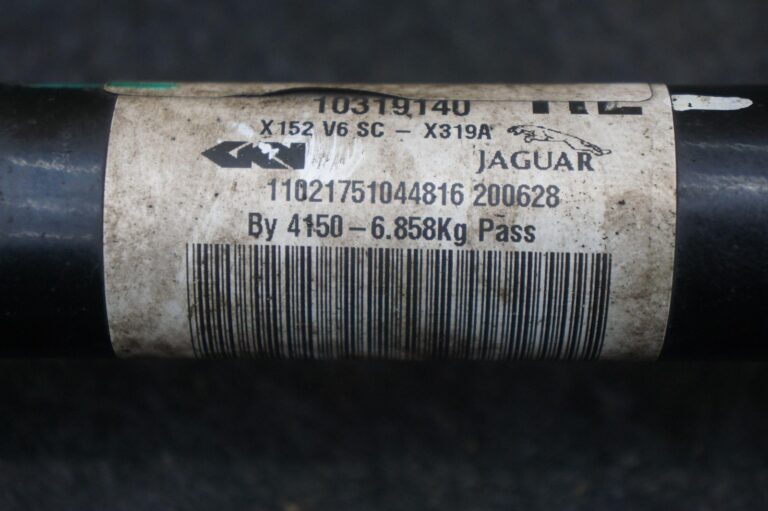 10319140
X152 V6 SC - X319A
GKN JAGUAR
11021751044816 200628
By 4150-6.858Kg Pass